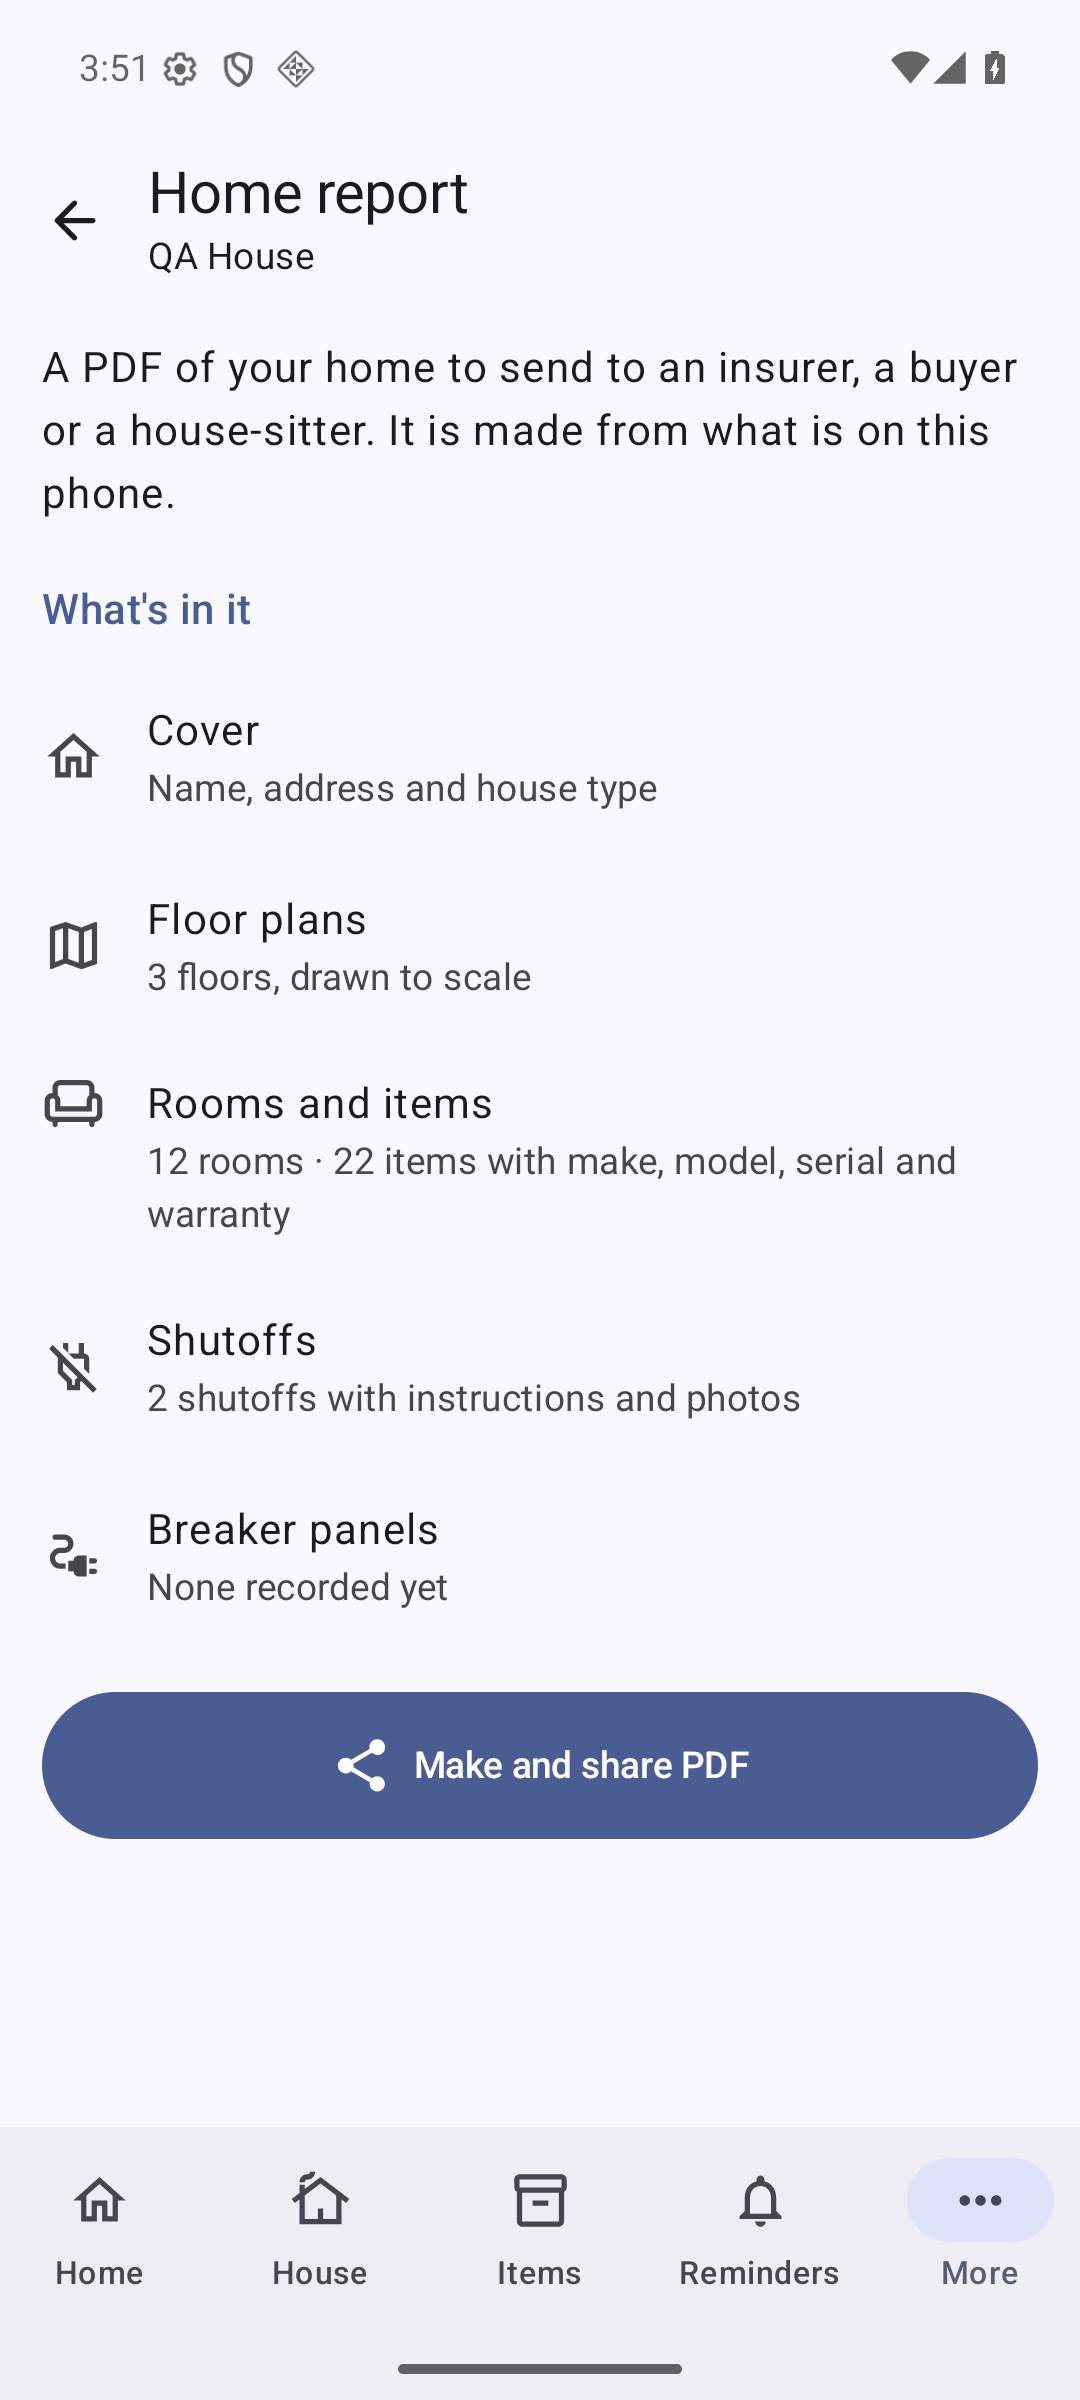 3:51
Home report
QA House
A PDF of your home to send to an insurer, a buyer
or a house-sitter. It is made from what is on this
phone.
What's in it
Cover
Name, address and house type
Floor plans
3 floors, drawn to scale
Rooms and items
12 rooms · 22 items with make, model, serial and
warranty
Shutoffs
2 shutoffs with instructions and photos
Breaker panels
None recorded yet
Make and share PDF
Home
House
Items
Reminders
More